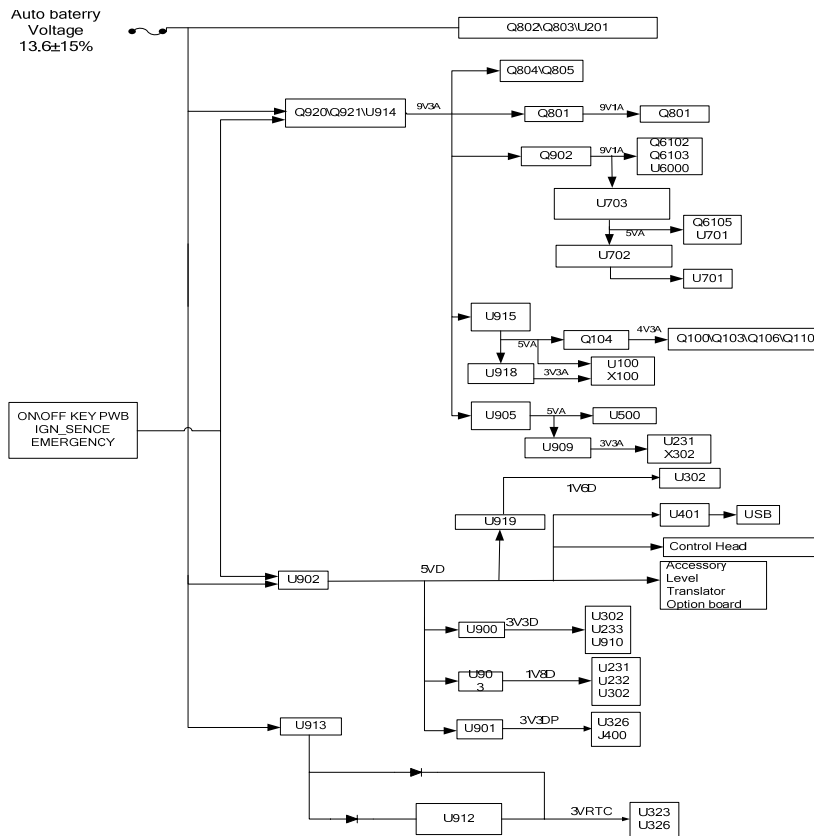 Auto baterry
Voltage
13.6±15%
Q802\Q803\U201
Q804\Q805
Q920\Q921\U914
9V3A
Q801
9V1A
Q801
Q902
9V1A
Q6102
Q6103
U6000
U703
5VA
Q6105
U701
U702
U701
U915
5VA
Q104
4V3A
Q100\Q103\Q106\Q110
U918
3V3A
U100
X100
ON\OFF KEY PWB
IGN_SENCE
EMERGENCY
U905
5VA
U500
U909
3V3A
U231
X302
1V6D
U302
U919
U401
USB
Control Head
U902
5VD
Accessory
Level
Translator
Option board
U900
3V3D
U302
U233
U910
U90
3
1V8D
U231
U232
U302
U901
3V3DP
U326
J400
U913
U912
3VRTC
U323
U326